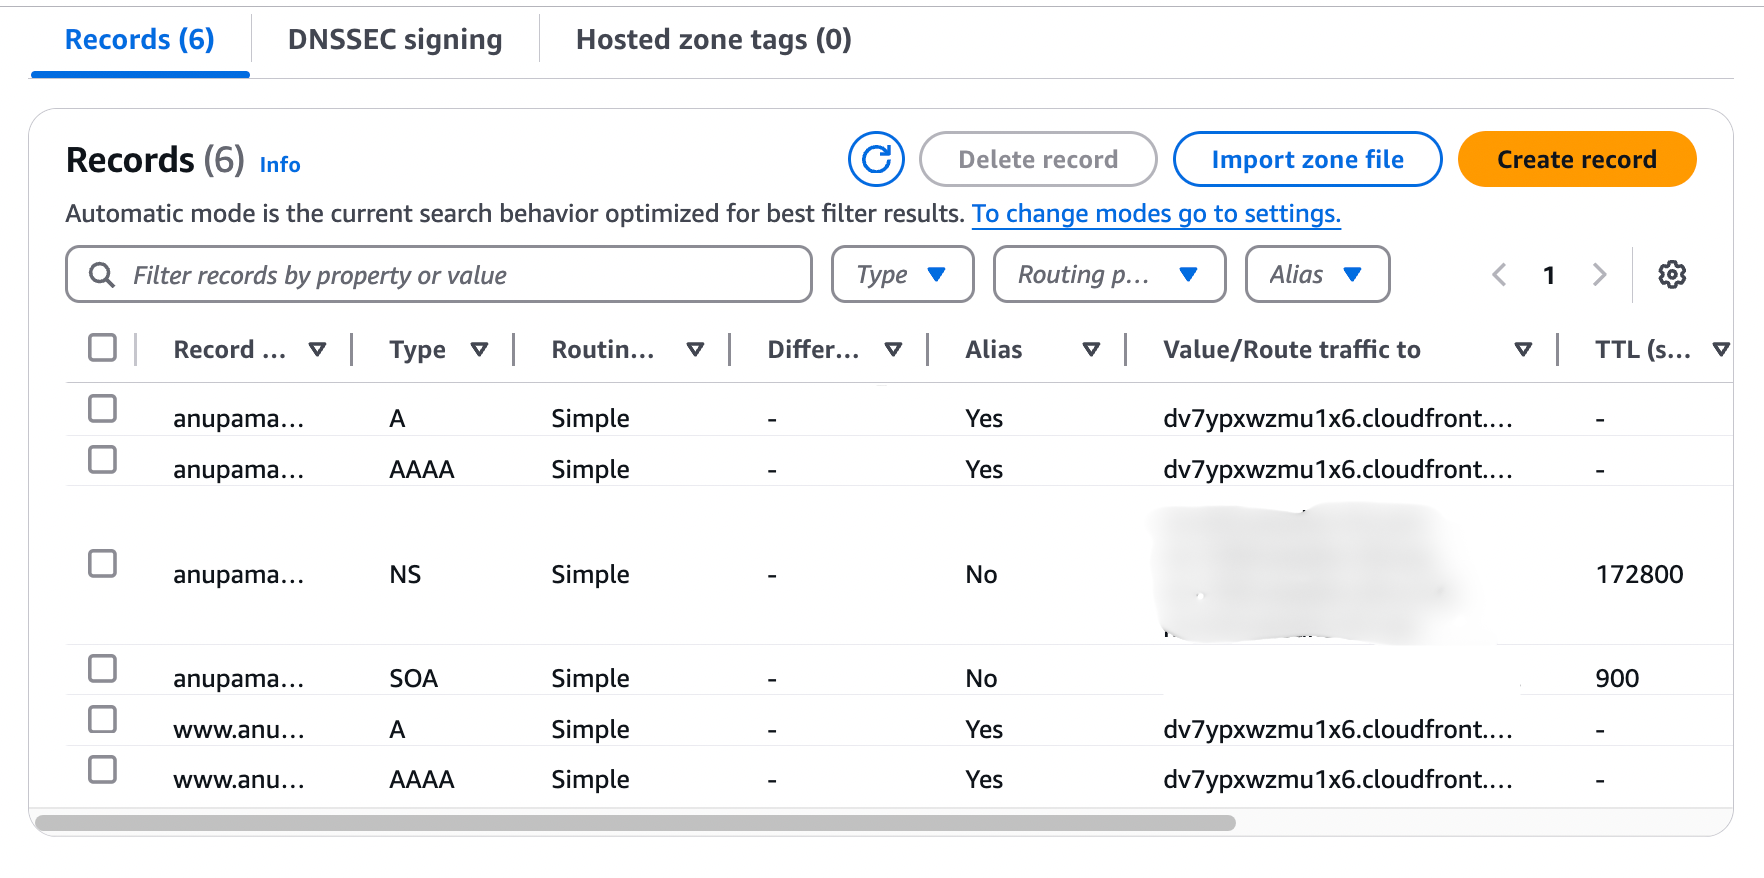 Records (6) DNSSEC signing Hosted zone tags (0)
Records (6) Info Delete record Import zone file Create record
Automatic mode is the current search behavior optimized for best filter results. To change modes go to settings.
Filter records by property or value Type Routing p... Alias 1
Record ... Type Routin... Differ... Alias Value/Route traffic to TTL (s...
anupama... A Simple - Yes dv7ypxwzmu1x6.cloudfront.... -
anupama... AAAA Simple - Yes dv7ypxwzmu1x6.cloudfront.... -
anupama... NS Simple - No 172800
anupama... SOA Simple - No 900
www.anu... A Simple - Yes dv7ypxwzmu1x6.cloudfront.... -
www.anu... AAAA Simple - Yes dv7ypxwzmu1x6.cloudfront.... -